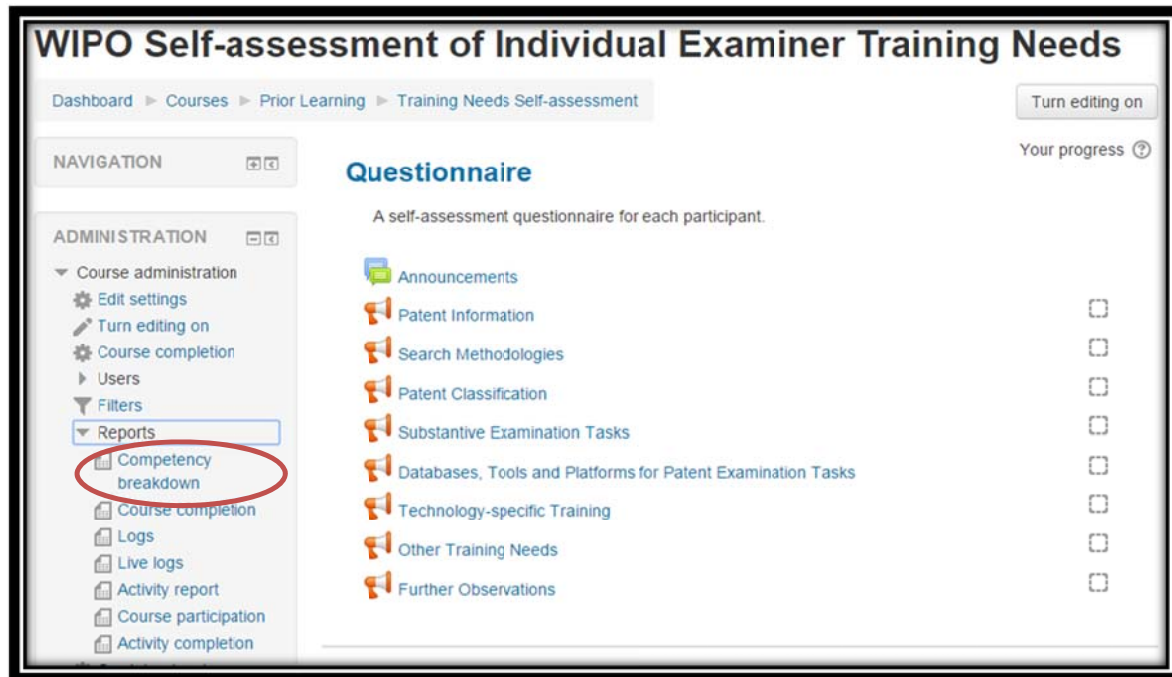 WIPO Self-assessment of Individual Examiner Training Needs
Dashboard ► Courses ► Prior Learning ► Training Needs Self-assessment
Turn editing on
Your progress
NAVIGATION
ADMINISTRATION
Course administration
Edit settings
Turn editing on
Course completion
Users
Filters
Reports
Competency
breakdown
Course completion
Logs
Live logs
Activity report
Course participation
Activity completion
Questionnaire
A self-assessment questionnaire for each participant.
Announcements
Patent Information
Search Methodologies
Patent Classification
Substantive Examination Tasks
Databases, Tools and Platforms for Patent Examination Tasks
Technology-specific Training
Other Training Needs
Further Observations